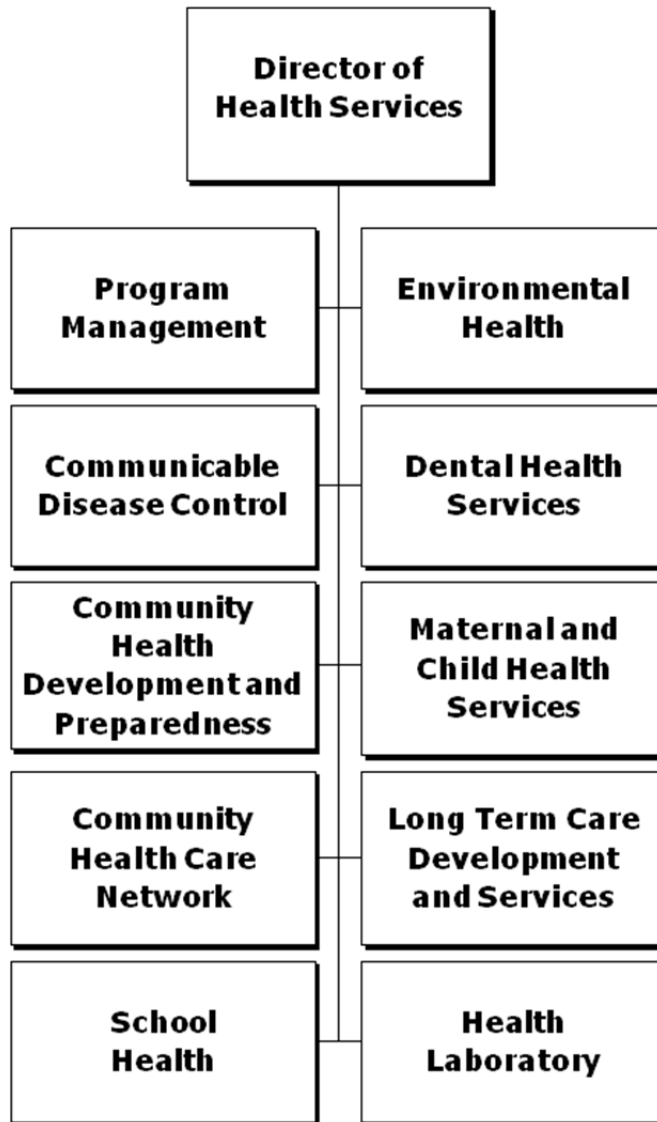 Director of
Health Services
Program
Management
Environmental
Health
Communicable
Disease Control
Dental Health
Services
Community
Health
Development and
Preparedness
Maternal and
Child Health
Services
Community
Health Care
Network
Long Term Care
Development
and Services
School
Health
Health
Laboratory